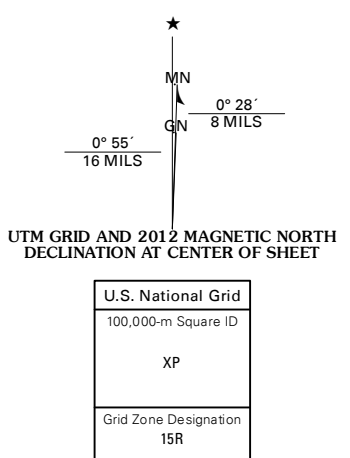 ★
MN
0° 28´
8 MILS
GN
0° 55´
16 MILS
UTM GRID AND 2012 MAGNETIC NORTH
DECLINATION AT CENTER OF SHEET
U.S. National Grid
100,000-m Square ID
XP
Grid Zone Designation
15R